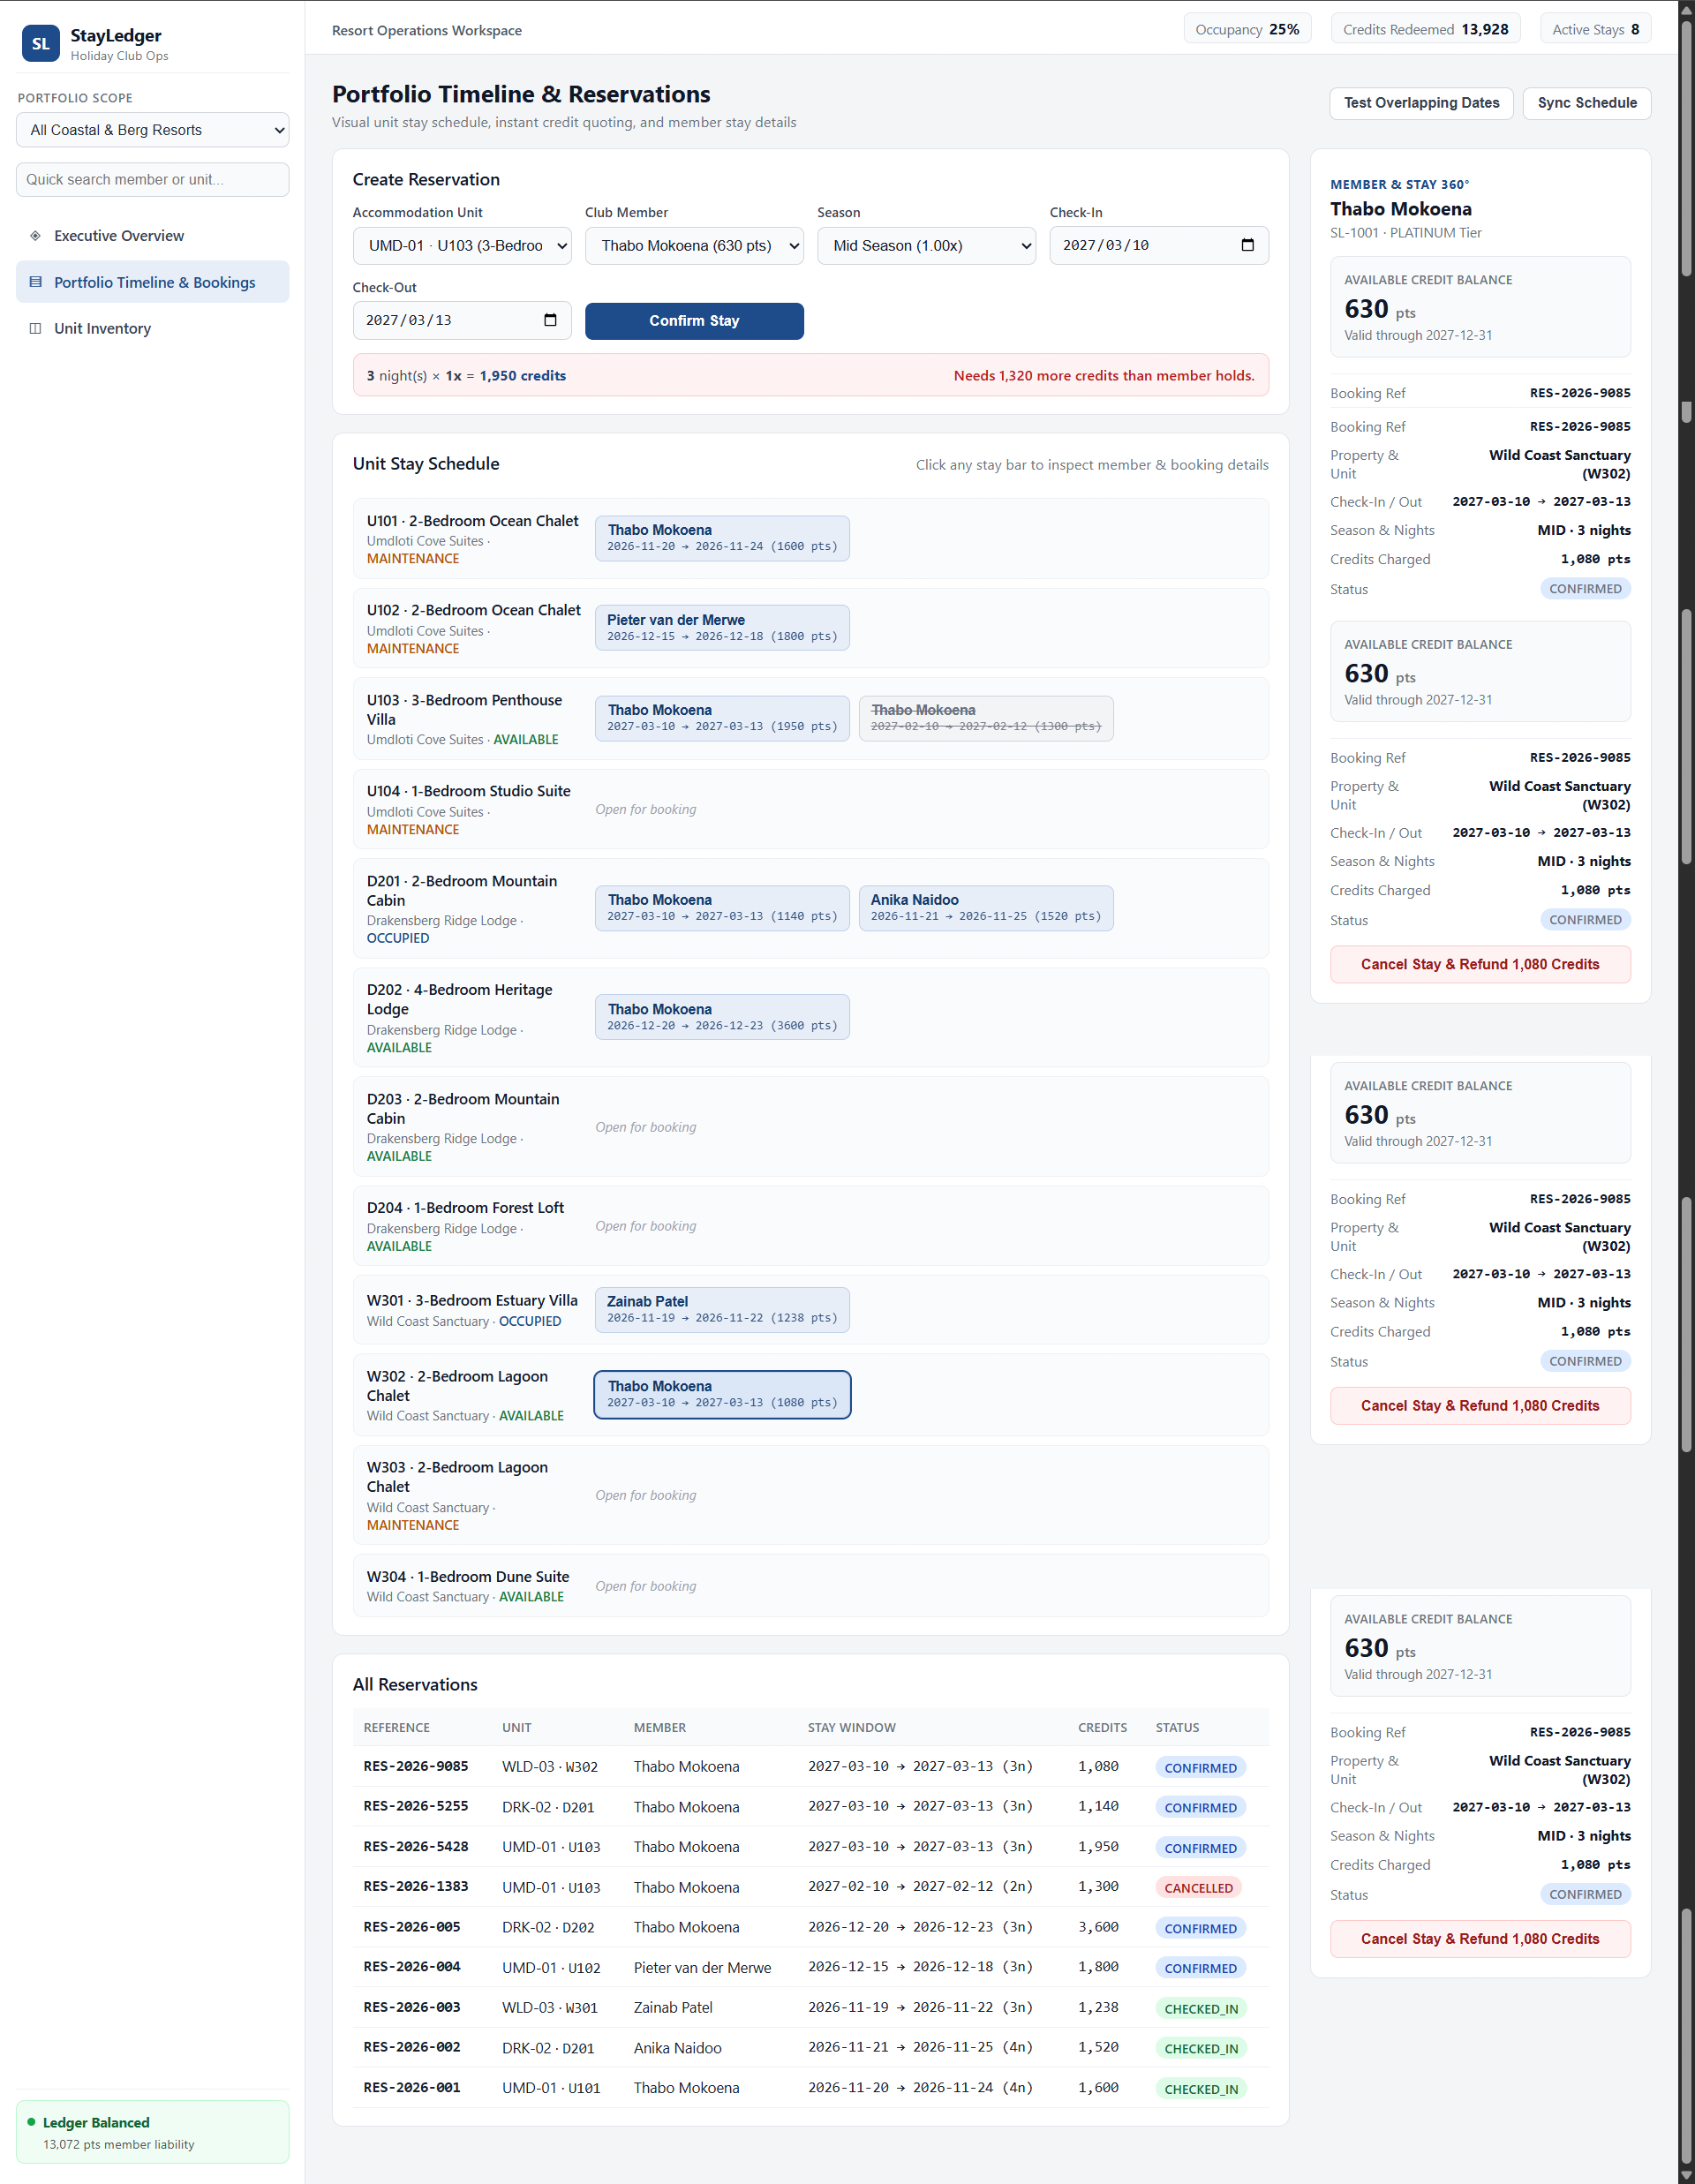 SL
StayLedger
Holiday Club Ops
PORTFOLIO SCOPE
All Coastal & Berg Resorts
Quick search member or unit...
Executive Overview
Portfolio Timeline & Bookings
Unit Inventory
Ledger Balanced
13,072 pts member liability
Resort Operations Workspace
Occupancy 25%
Credits Redeemed 13,928
Active Stays 8
Portfolio Timeline & Reservations
Visual unit stay schedule, instant credit quoting, and member stay details
Test Overlapping Dates
Sync Schedule
Create Reservation
Accommodation Unit
UMD-01 · U103 (3-Bedroo
Club Member
Thabo Mokoena (630 pts)
Season
Mid Season (1.00x)
Check-In
2027/03/10
Check-Out
2027/03/13
Confirm Stay
3 night(s) × 1x = 1,950 credits
Needs 1,320 more credits than member holds.
Unit Stay Schedule
Click any stay bar to inspect member & booking details
U101 · 2-Bedroom Ocean Chalet
Umdloti Cove Suites ·
MAINTENANCE
Thabo Mokoena
2026-11-20 → 2026-11-24 (1600 pts)
U102 · 2-Bedroom Ocean Chalet
Umdloti Cove Suites ·
MAINTENANCE
Pieter van der Merwe
2026-12-15 → 2026-12-18 (1800 pts)
U103 · 3-Bedroom Penthouse
Villa
Umdloti Cove Suites · AVAILABLE
Thabo Mokoena
2027-03-10 → 2027-03-13 (1950 pts)
Thabo Mokoena
2027-02-10 → 2027-02-12 (1300 pts)
U104 · 1-Bedroom Studio Suite
Umdloti Cove Suites ·
MAINTENANCE
Open for booking
D201 · 2-Bedroom Mountain
Cabin
Drakensberg Ridge Lodge ·
OCCUPIED
Thabo Mokoena
2027-03-10 → 2027-03-13 (1140 pts)
Anika Naidoo
2026-11-21 → 2026-11-25 (1520 pts)
D202 · 4-Bedroom Heritage
Lodge
Drakensberg Ridge Lodge ·
AVAILABLE
Thabo Mokoena
2026-12-20 → 2026-12-23 (3600 pts)
D203 · 2-Bedroom Mountain
Cabin
Drakensberg Ridge Lodge ·
AVAILABLE
Open for booking
D204 · 1-Bedroom Forest Loft
Drakensberg Ridge Lodge ·
AVAILABLE
Open for booking
W301 · 3-Bedroom Estuary Villa
Wild Coast Sanctuary · OCCUPIED
Zainab Patel
2026-11-19 → 2026-11-22 (1238 pts)
W302 · 2-Bedroom Lagoon
Chalet
Wild Coast Sanctuary · AVAILABLE
Thabo Mokoena
2027-03-10 → 2027-03-13 (1080 pts)
W303 · 2-Bedroom Lagoon
Chalet
Wild Coast Sanctuary ·
MAINTENANCE
Open for booking
W304 · 1-Bedroom Dune Suite
Wild Coast Sanctuary · AVAILABLE
Open for booking
All Reservations
REFERENCE UNIT MEMBER STAY WINDOW CREDITS STATUS
RES-2026-9085 WLD-03 · W302 Thabo Mokoena 2027-03-10 → 2027-03-13 (3n) 1,080 CONFIRMED
RES-2026-5255 DRK-02 · D201 Thabo Mokoena 2027-03-10 → 2027-03-13 (3n) 1,140 CONFIRMED
RES-2026-5428 UMD-01 · U103 Thabo Mokoena 2027-03-10 → 2027-03-13 (3n) 1,950 CONFIRMED
RES-2026-1383 UMD-01 · U103 Thabo Mokoena 2027-02-10 → 2027-02-12 (2n) 1,300 CANCELLED
RES-2026-005 DRK-02 · D202 Thabo Mokoena 2026-12-20 → 2026-12-23 (3n) 3,600 CONFIRMED
RES-2026-004 UMD-01 · U102 Pieter van der Merwe 2026-12-15 → 2026-12-18 (3n) 1,800 CONFIRMED
RES-2026-003 WLD-03 · W301 Zainab Patel 2026-11-19 → 2026-11-22 (3n) 1,238 CHECKED_IN
RES-2026-002 DRK-02 · D201 Anika Naidoo 2026-11-21 → 2026-11-25 (4n) 1,520 CHECKED_IN
RES-2026-001 UMD-01 · U101 Thabo Mokoena 2026-11-20 → 2026-11-24 (4n) 1,600 CHECKED_IN
MEMBER & STAY 360°
Thabo Mokoena
SL-1001 · PLATINUM Tier
AVAILABLE CREDIT BALANCE
630 pts
Valid through 2027-12-31
Booking Ref RES-2026-9085
Booking Ref RES-2026-9085
Property & Wild Coast Sanctuary
Unit (W302)
Check-In / Out 2027-03-10 → 2027-03-13
Season & Nights MID · 3 nights
Credits Charged 1,080 pts
Status CONFIRMED
AVAILABLE CREDIT BALANCE
630 pts
Valid through 2027-12-31
Booking Ref RES-2026-9085
Property & Wild Coast Sanctuary
Unit (W302)
Check-In / Out 2027-03-10 → 2027-03-13
Season & Nights MID · 3 nights
Credits Charged 1,080 pts
Status CONFIRMED
Cancel Stay & Refund 1,080 Credits
AVAILABLE CREDIT BALANCE
630 pts
Valid through 2027-12-31
Booking Ref RES-2026-9085
Property & Wild Coast Sanctuary
Unit (W302)
Check-In / Out 2027-03-10 → 2027-03-13
Season & Nights MID · 3 nights
Credits Charged 1,080 pts
Status CONFIRMED
Cancel Stay & Refund 1,080 Credits
AVAILABLE CREDIT BALANCE
630 pts
Valid through 2027-12-31
Booking Ref RES-2026-9085
Property & Wild Coast Sanctuary
Unit (W302)
Check-In / Out 2027-03-10 → 2027-03-13
Season & Nights MID · 3 nights
Credits Charged 1,080 pts
Status CONFIRMED
Cancel Stay & Refund 1,080 Credits